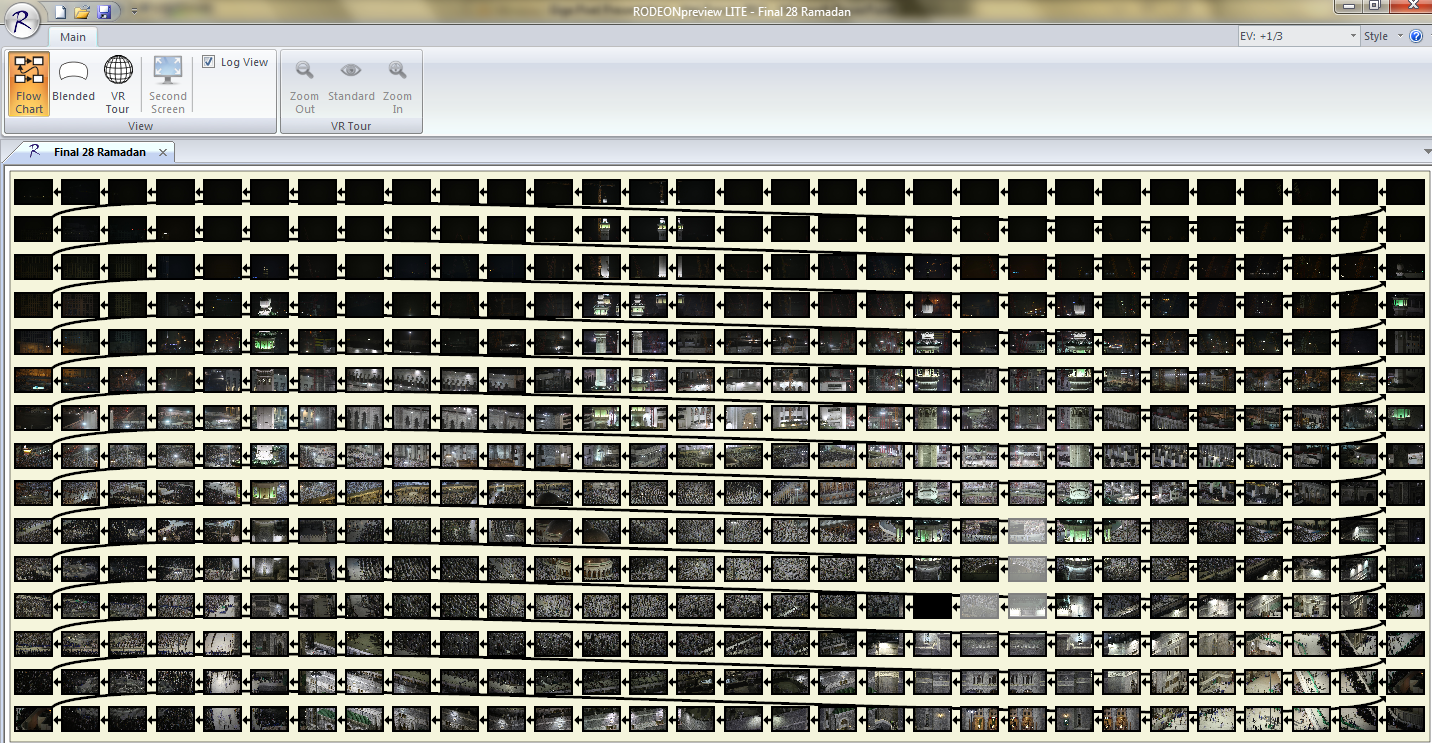 RODEONpreview LITE - Final 28 Ramadan
Main
EV: +1/3
Style
Flow Chart
Blended
VR Tour
Second Screen
Log View
Zoom Out
Standard
Zoom In
View
VR Tour
Final 28 Ramadan